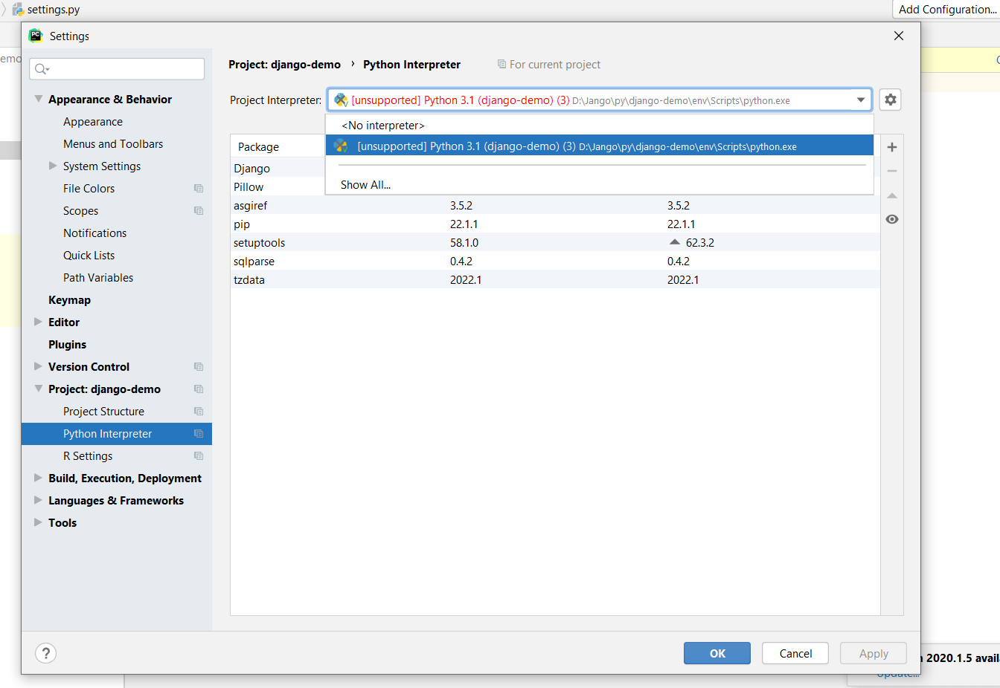 settings.py
Add Configuration...
Settings
emo
Project: django-demo › Python Interpreter
For current project
Project Interpreter:
[unsupported] Python 3.1 (django-demo) (3) D:\Jango\py\django-demo\env\Scripts\python.exe
<No interpreter>
[unsupported] Python 3.1 (django-demo) (3) D:\Jango\py\django-demo\env\Scripts\python.exe
Show All...
Appearance & Behavior
Appearance
Menus and Toolbars
System Settings
File Colors
Scopes
Notifications
Quick Lists
Path Variables
Keymap
Editor
Plugins
Version Control
Project: django-demo
Project Structure
Python Interpreter
R Settings
Build, Execution, Deployment
Languages & Frameworks
Tools
Package
Django
Pillow
asgiref 3.5.2 3.5.2
pip 22.1.1 22.1.1
setuptools 58.1.0 62.3.2
sqlparse 0.4.2 0.4.2
tzdata 2022.1 2022.1
?
OK
Cancel
Apply
2020.1.5 avail
Update...